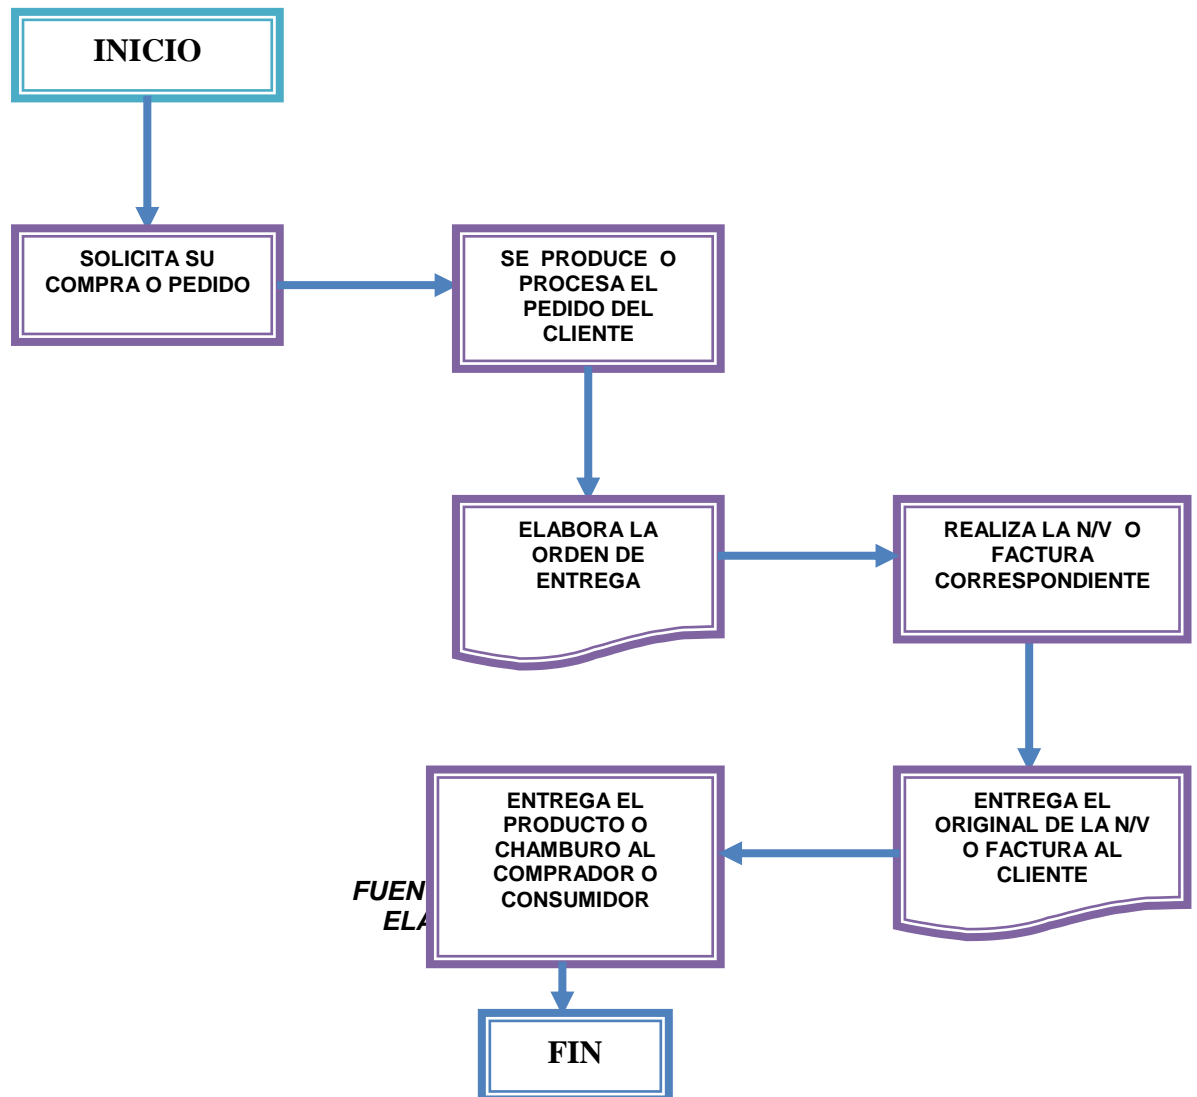 INICIO
SOLICITA SU
COMPRA O PEDIDO
SE PRODUCE O
PROCESA EL
PEDIDO DEL
CLIENTE
ELABORA LA
ORDEN DE
ENTREGA
REALIZA LA N/V O
FACTURA
CORRESPONDIENTE
ENTREGA EL
PRODUCTO O
CHAMBURO AL
COMPRADOR O
CONSUMIDOR
ENTREGA EL
ORIGINAL DE LA N/V
O FACTURA AL
CLIENTE
FIN